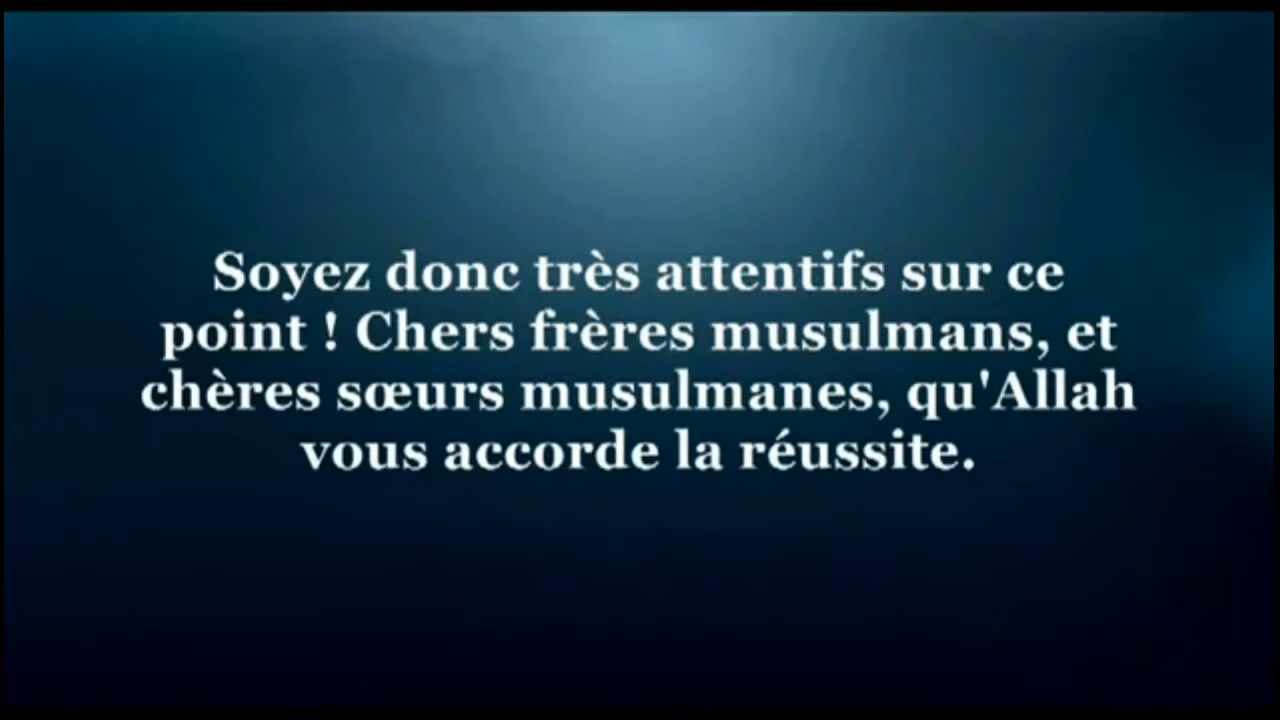 Soyez donc très attentifs sur ce
point ! Chers frères musulmans, et
chères sœurs musulmanes, qu'Allah
vous accorde la réussite.